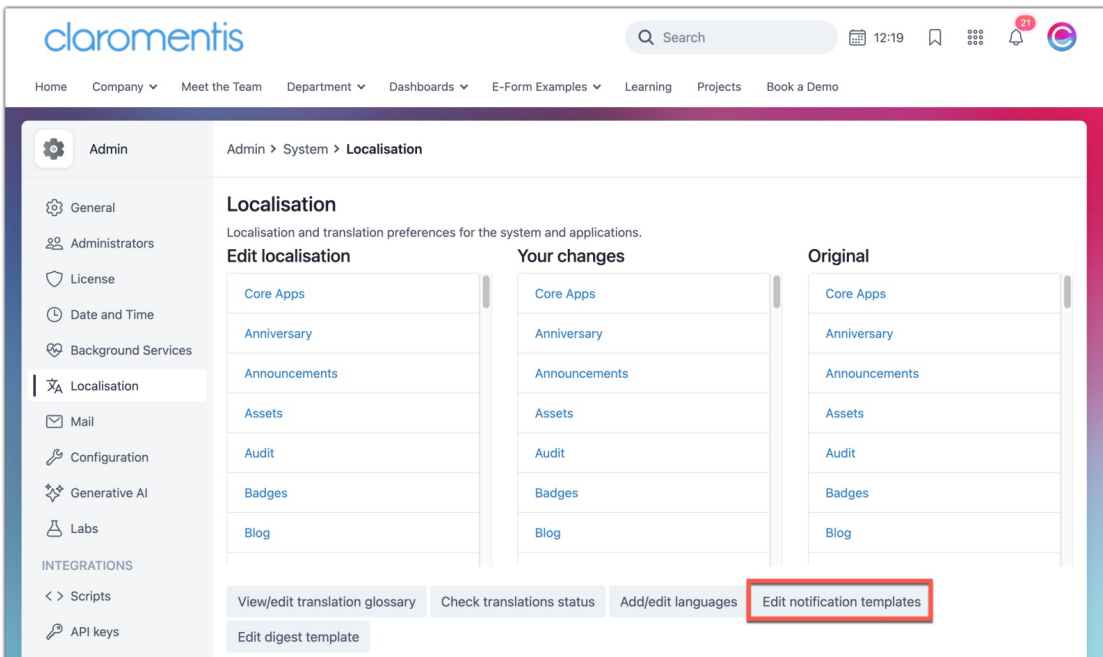 claromentis
Search
12:19
21
Home Company Meet the Team Department Dashboards E-Form Examples Learning Projects Book a Demo
Admin
Admin > System > Localisation
General
Administrators
License
Date and Time
Background Services
Localisation
Mail
Configuration
Generative AI
Labs
INTEGRATIONS
Scripts
API keys
Localisation
Localisation and translation preferences for the system and applications.
Edit localisation
Core Apps
Anniversary
Announcements
Assets
Audit
Badges
Blog
Your changes
Core Apps
Anniversary
Announcements
Assets
Audit
Badges
Blog
Original
Core Apps
Anniversary
Announcements
Assets
Audit
Badges
Blog
View/edit translation glossary Check translations status Add/edit languages Edit notification templates
Edit digest template